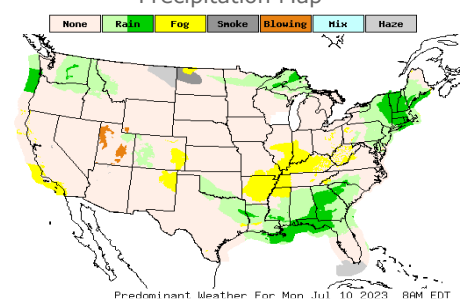 Precipitation Map
None Rain Fog Smoke Blowing Mix Haze
Predominant Weather For Mon Jul 10 2023 8AM EDT